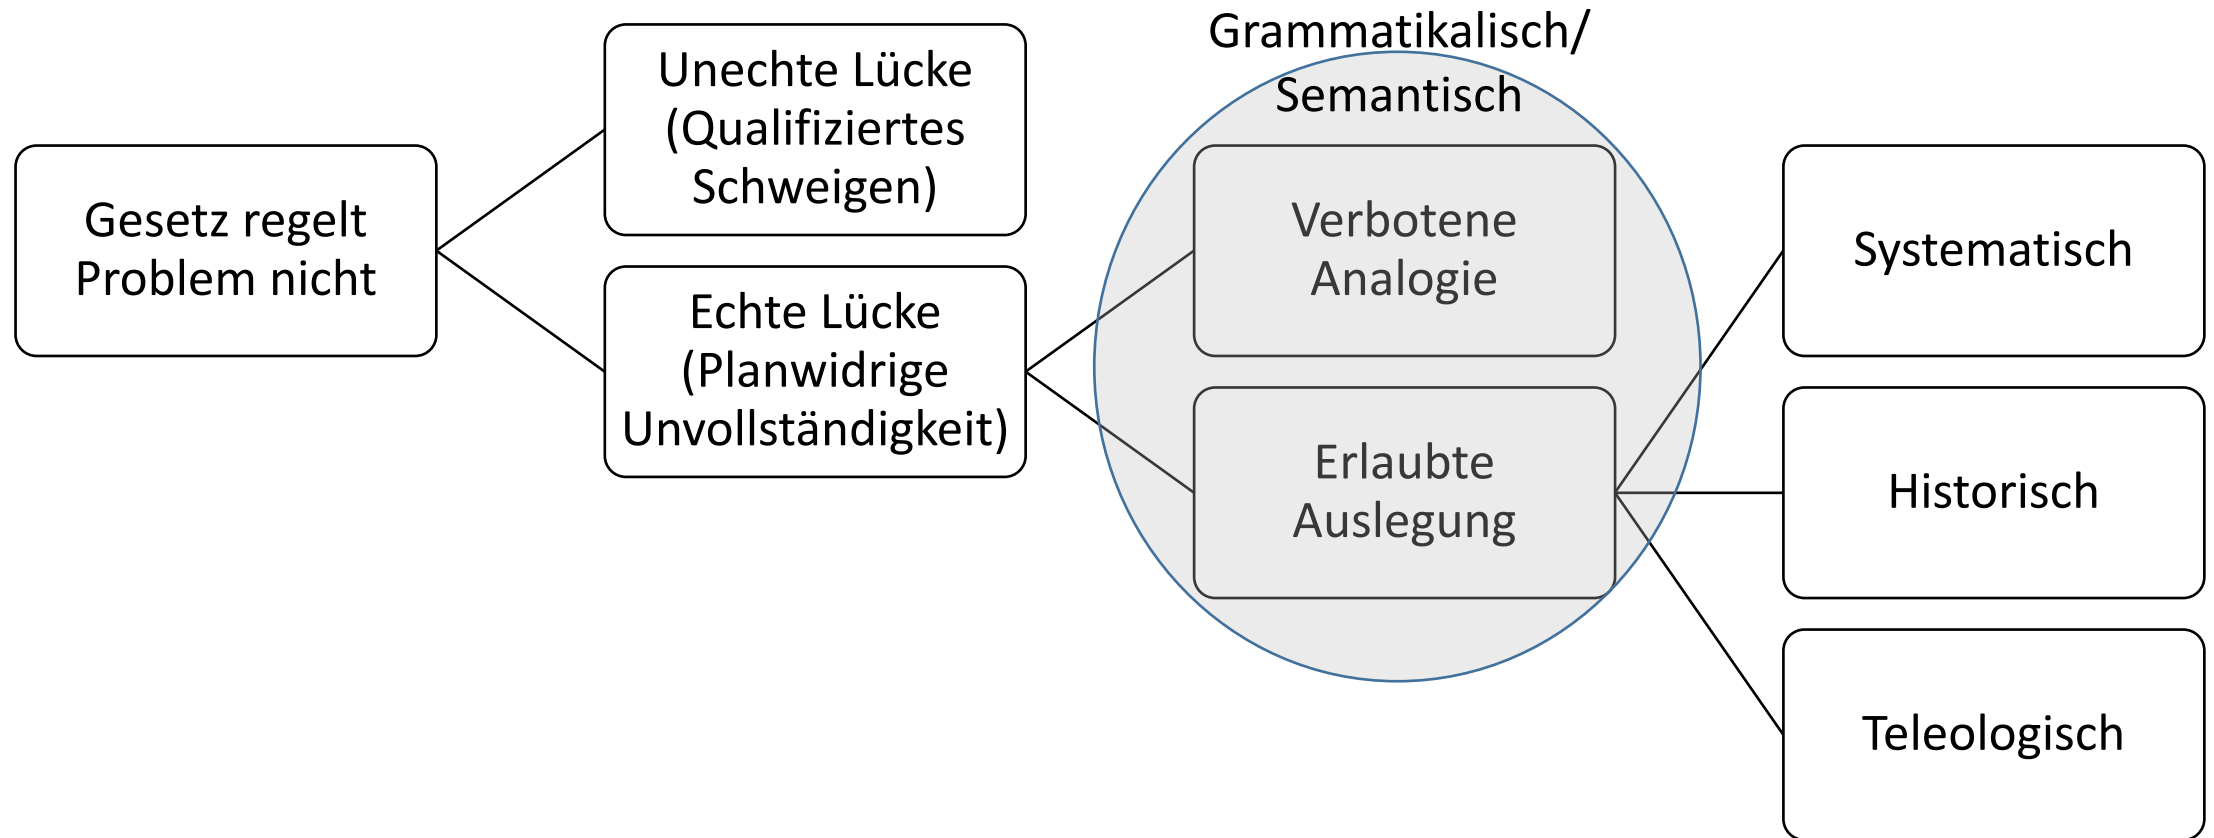 Gesetz regelt
Problem nicht
Unechte Lücke
(Qualifiziertes
Schweigen)
Echte Lücke
(Planwidrige
Unvollständigkeit)
Grammatikalisch/
Semantisch
Verbotene
Analogie
Erlaubte
Auslegung
Systematisch
Historisch
Teleologisch